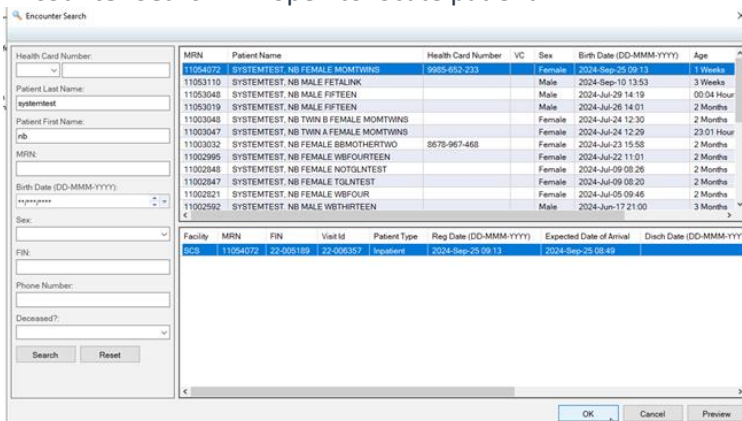 Encounter Search
Health Card Number:
Patient Last Name:
systemtest
Patient First Name:
nb
MRN:
Birth Date (DD-MMM-YYYY):
**/***/****
Sex:
FIN:
Phone Number:
Deceased?:
Search Reset
MRN Patient Name Health Card Number VC Sex Birth Date (DD-MMM-YYYY) Age
11054072 SYSTEMTEST, NB FEMALE MOMTWINS 9985-652-233 Female 2024-Sep-25 09:13 1 Weeks
11053110 SYSTEMTEST, NB MALE FETALINK Male 2024-Sep-10 13:53 3 Weeks
11053048 SYSTEMTEST, NB MALE FIFTEEN Male 2024-Jul-29 14:19 00:04 Hour
11053019 SYSTEMTEST, NB MALE FIFTEEN Male 2024-Jul-26 14:01 2 Months
11003048 SYSTEMTEST, NB TWIN B FEMALE MOMTWINS Female 2024-Jul-24 12:30 2 Months
11003047 SYSTEMTEST, NB TWIN A FEMALE MOMTWINS Female 2024-Jul-24 12:29 23:01 Hour
11003032 SYSTEMTEST, NB FEMALE BBMOTHERTWO 8678-967-468 Female 2024-Jul-23 15:58 2 Months
11002995 SYSTEMTEST, NB FEMALE WBFOURTEEN Female 2024-Jul-22 11:01 2 Months
11002848 SYSTEMTEST, NB FEMALE NOTGLNTEST Female 2024-Jul-09 08:26 2 Months
11002847 SYSTEMTEST, NB FEMALE TGLNTEST Female 2024-Jul-09 08:20 2 Months
11002821 SYSTEMTEST, NB FEMALE WBFOUR Female 2024-Jul-05 09:46 2 Months
11002592 SYSTEMTEST, NB MALE WBTHIRTEEN Male 2024-Jun-17 21:00 3 Months
Facility MRN FIN Visit Id Patient Type Reg Date (DD-MMM-YYYY) Expected Date of Arrival Disch Date (DD-MMM-YYY
SCS 11054072 22-005189 22-006357 Inpatient 2024-Sep-25 09:13 2024-Sep-25 08:49
OK Cancel Preview